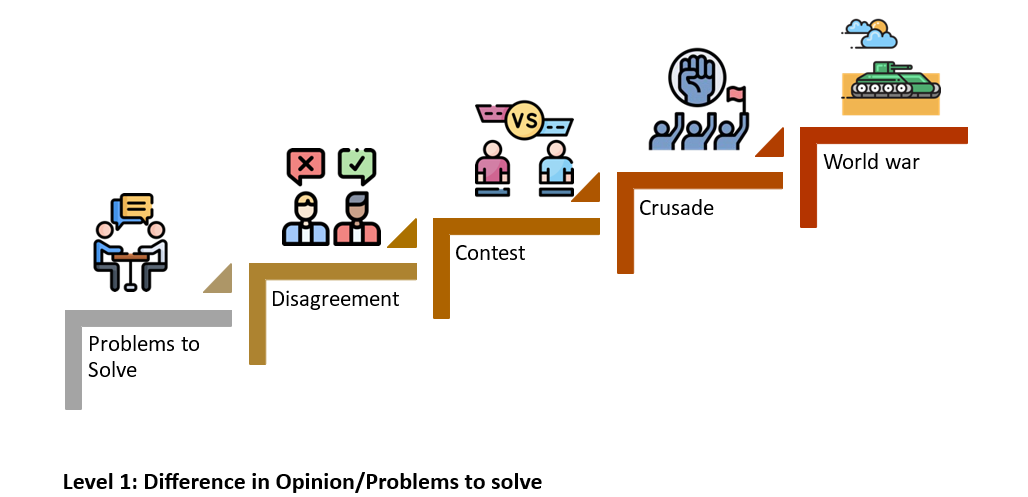 VS
World war
Crusade
Contest
Disagreement
Problems to
Solve
Level 1: Difference in Opinion/Problems to solve